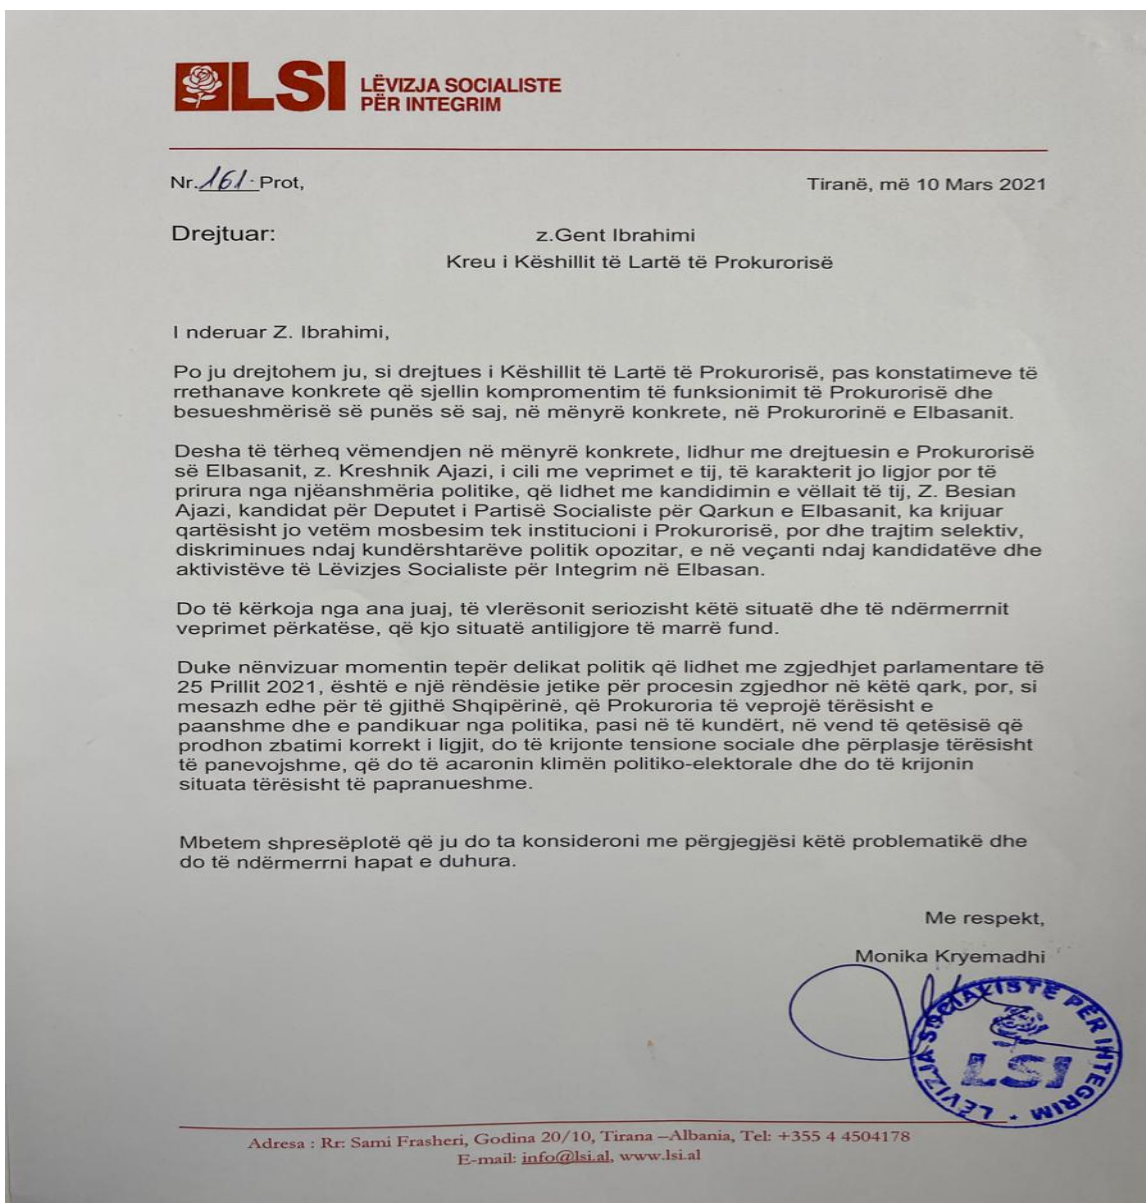 LSI LËVIZJA SOCIALISTE
PËR INTEGRIM
Nr. 161. Prot,
Tiranë, më 10 Mars 2021
Drejtuar:
z.Gent Ibrahimi
Kreu i Këshillit të Lartë të Prokurorisë
I nderuar Z. Ibrahimi,
Po ju drejtohem ju, si drejtues i Këshillit të Lartë të Prokurorisë, pas konstatimeve të
rrethanave konkrete që sjellin kompromentim të funksionimit të Prokurorisë dhe
besueshmërisë së punës së saj, në mënyrë konkrete, në Prokurorinë e Elbasanit.
Desha të tërheq vëmendjen në mënyrë konkrete, lidhur me drejtuesin e Prokurorisë
së Elbasanit, z. Kreshnik Ajazi, i cili me veprimet e tij, të karakterit jo ligjor por të
prirura nga njëanshmëria politike, që lidhet me kandidimin e vëllait të tij, Z. Besian
Ajazi, kandidat për Deputet i Partisë Socialiste për Qarkun e Elbasanit, ka krijuar
qartësisht jo vetëm mosbesim tek institucioni i Prokurorisë, por dhe trajtim selektiv,
diskriminues ndaj kundërshtarëve politik opozitar, e në veçanti ndaj kandidatëve dhe
aktivistëve të Lëvizjes Socialiste për Integrim në Elbasan.
Do të kërkoja nga ana juaj, të vlerësonit seriozisht këtë situatë dhe të ndërmerrnit
veprimet përkatëse, që kjo situatë antiligjore të marrë fund.
Duke nënvizuar momentin tepër delikat politik që lidhet me zgjedhjet parlamentare të
25 Prillit 2021, është e një rëndësie jetike për procesin zgjedhor në këtë qark, por, si
mesazh edhe për të gjithë Shqipërinë, që Prokuroria të veprojë tërësisht e
paanshme dhe e pandikuar nga politika, pasi në të kundërt, në vend të qetësisë që
prodhon zbatimi korrekt i ligjit, do të krijonte tensione sociale dhe përplasje tërësisht
të panevojshme, që do të acaronin klimën politiko-elektorale dhe do të krijonin
situata tërësisht të papranueshme.
Mbetem shpresëplotë që ju do ta konsideroni me përgjegjësi këtë problematikë dhe
do të ndërmerrni hapat e duhura.
Me respekt,
Monika Kryemadhi
LËVIZJA SOCIALISTE PËR INTEGRIM
LSI
Adresa : Rr: Sami Frasheri, Godina 20/10, Tirana –Albania, Tel: +355 4 4504178
E-mail: info@lsi.al, www.lsi.al